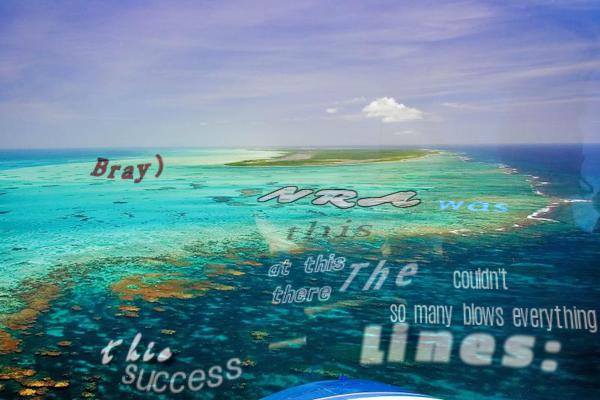 Bray)
NRA was
this
at this The couldn't
there
so many blows everything
Lines:
this
success